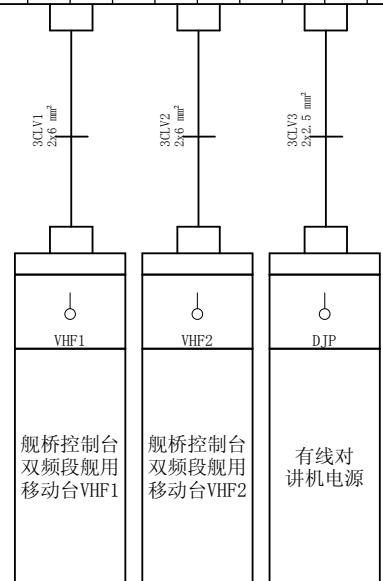 3CLV1
2x6 mm²
3CLV2
2x6 mm²
3CLV3
2x2.5 mm²
VHF1
VHF2
DJP
舰桥控制台
双频段舰用
移动台VHF1
舰桥控制台
双频段舰用
移动台VHF2
有线对
讲机电源